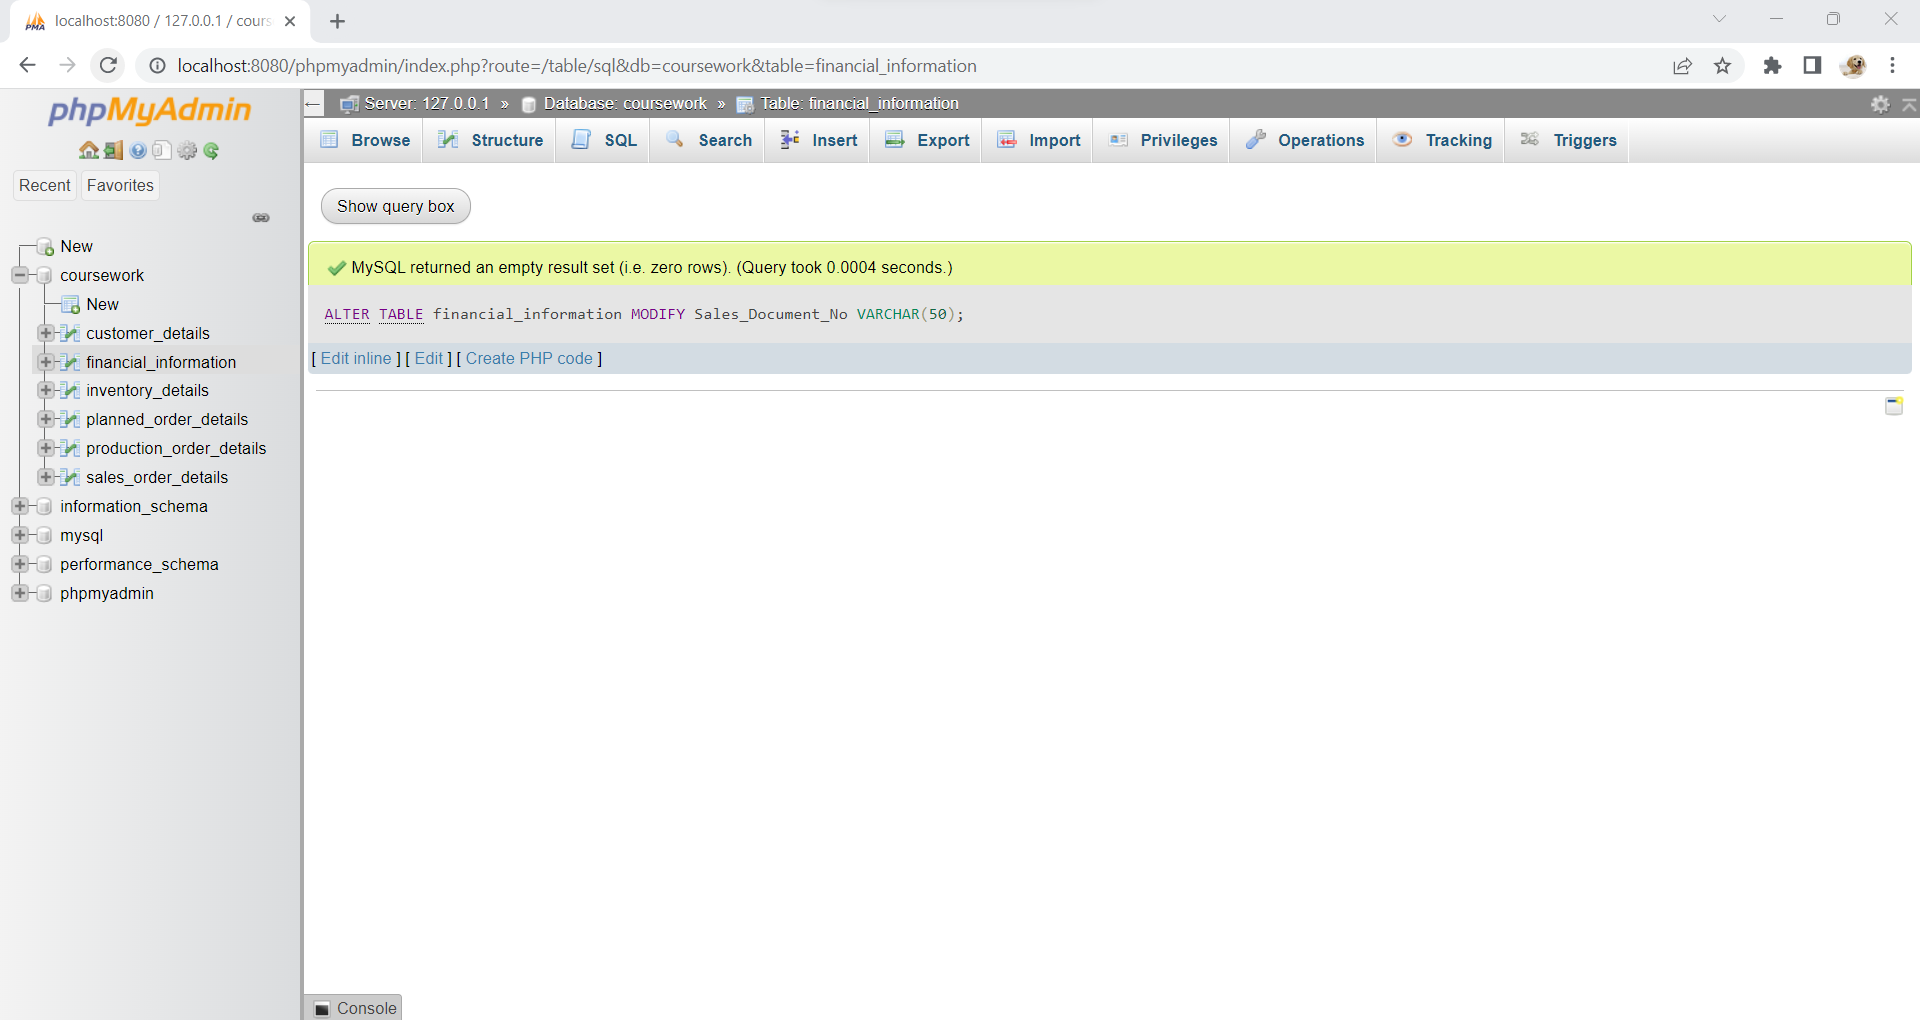 localhost:8080 / 127.0.0.1 / cours
localhost:8080/phpmyadmin/index.php?route=/table/sql&db=coursework&table=financial_information
phpMyAdmin
Recent
Favorites
New
coursework
New
customer_details
financial_information
inventory_details
planned_order_details
production_order_details
sales_order_details
information_schema
mysql
performance_schema
phpmyadmin
Server: 127.0.0.1 » Database: coursework » Table: financial_information
Browse Structure SQL Search Insert Export Import Privileges Operations Tracking Triggers
Show query box
MySQL returned an empty result set (i.e. zero rows). (Query took 0.0004 seconds.)
ALTER TABLE financial_information MODIFY Sales_Document_No VARCHAR(50);
[ Edit inline ] [ Edit ] [ Create PHP code ]
Console